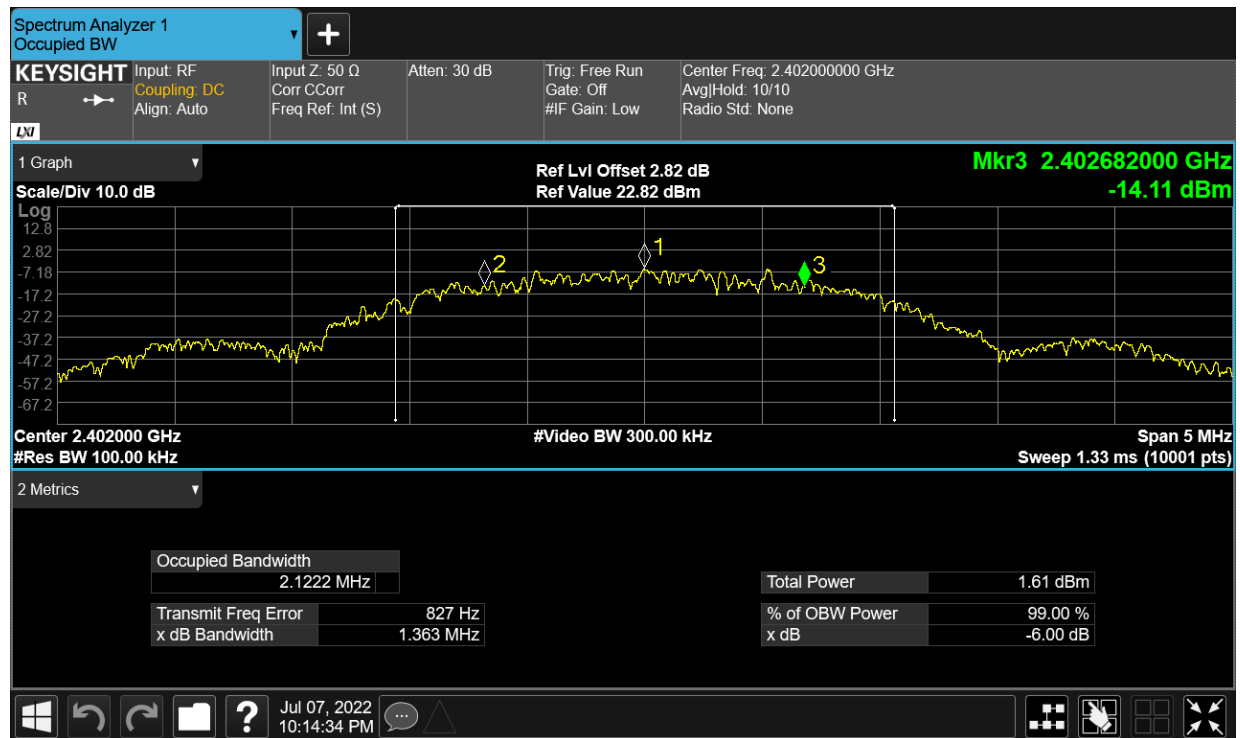 Spectrum Analyzer 1
Occupied BW
KEYSIGHT
R
LXI
Input: RF
Coupling: DC
Align: Auto
Input Z: 50 Ω
Corr CCorr
Freq Ref: Int (S)
Atten: 30 dB
Trig: Free Run
Gate: Off
#IF Gain: Low
Center Freq: 2.402000000 GHz
Avg|Hold: 10/10
Radio Std: None
1 Graph
Scale/Div 10.0 dB
Ref Lvl Offset 2.82 dB
Ref Value 22.82 dBm
Mkr3 2.402682000 GHz
-14.11 dBm
Log
12.8
2.82
-7.18
-17.2
-27.2
-37.2
-47.2
-57.2
-67.2
2
1
3
Center 2.402000 GHz
#Res BW 100.00 kHz
#Video BW 300.00 kHz
Span 5 MHz
Sweep 1.33 ms (10001 pts)
2 Metrics
Occupied Bandwidth
2.1222 MHz
Transmit Freq Error 827 Hz
x dB Bandwidth 1.363 MHz
Total Power 1.61 dBm
% of OBW Power 99.00 %
x dB -6.00 dB
?
Jul 07, 2022
10:14:34 PM